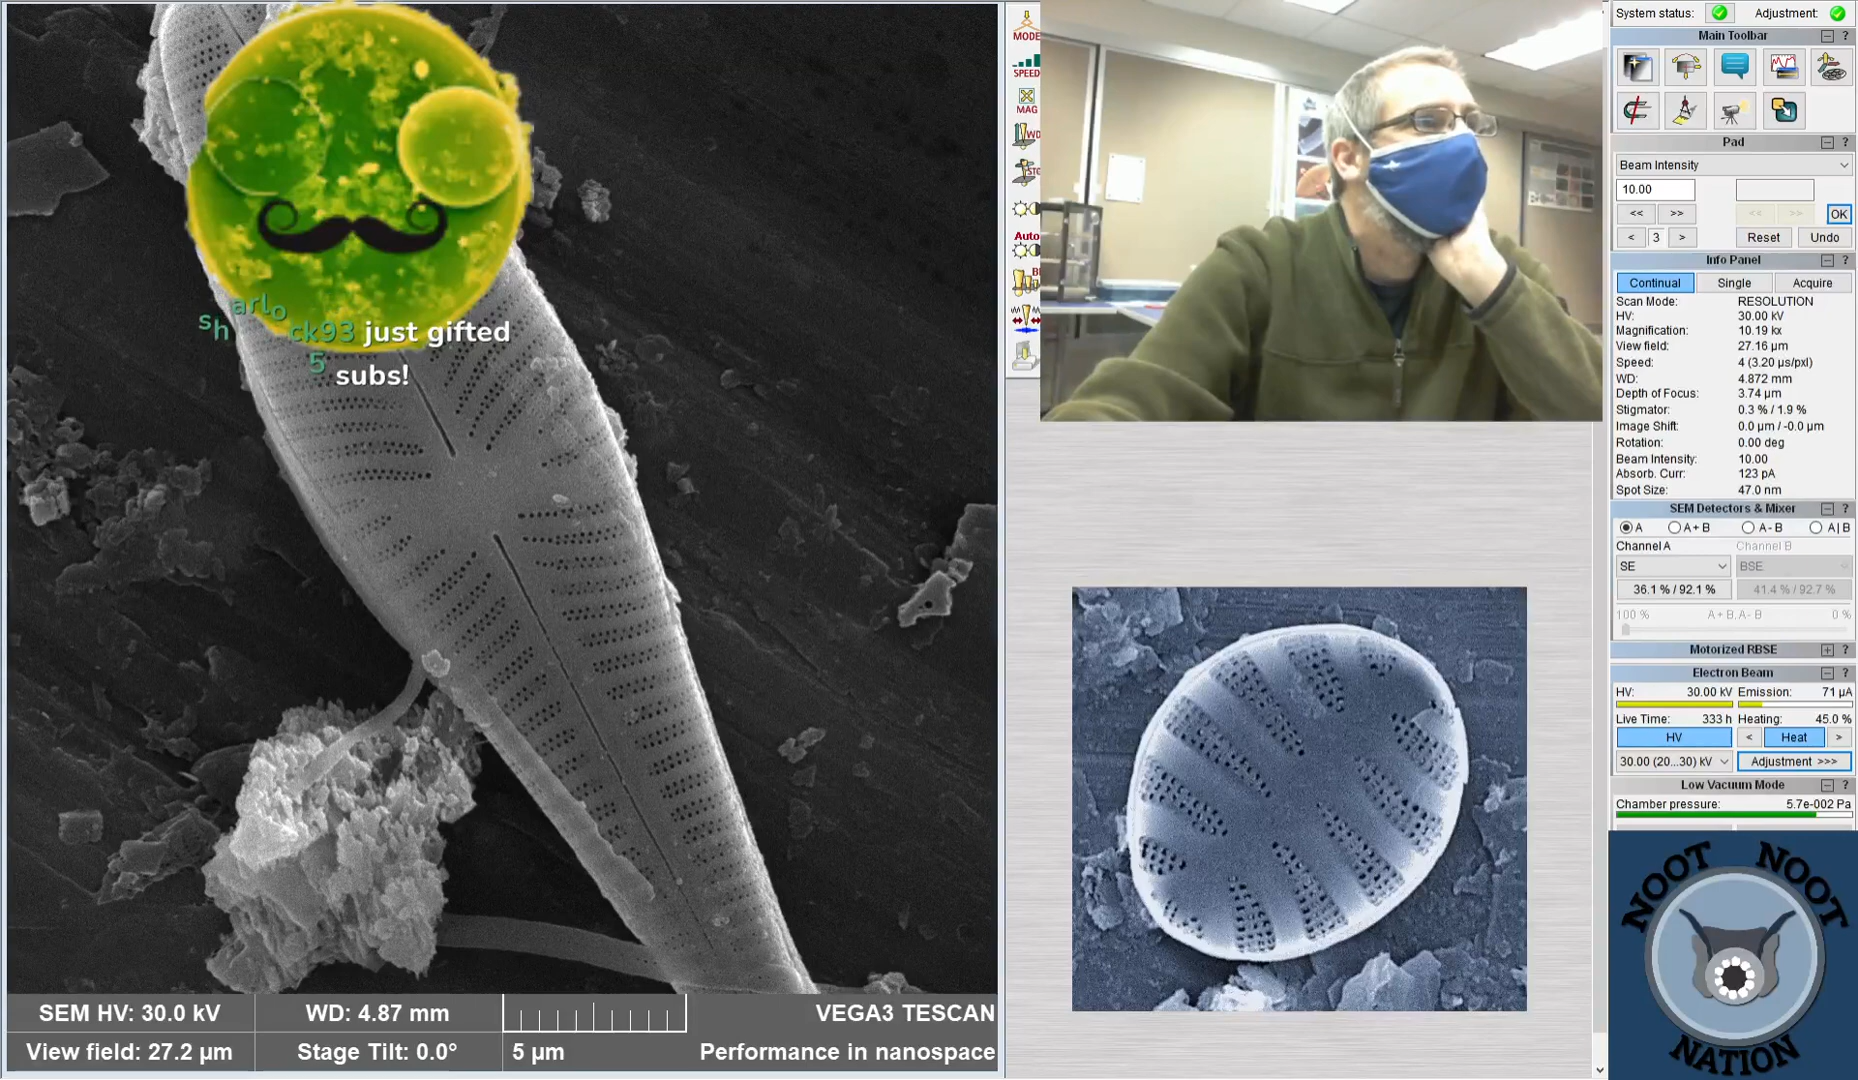 sharlock93 just gifted
5 subs!
SEM HV: 30.0 kV
WD: 4.87 mm
VEGA3 TESCAN
View field: 27.2 µm
Stage Tilt: 0.0°
5 µm
Performance in nanospace
MODE
SPEED
MAG
WD
Auto
System status:
Adjustment:
Main Toolbar
Pad
Beam Intensity
10.00
<<
>>
<<
>>
OK
<
3
>
Reset
Undo
Info Panel
Continual
Single
Acquire
Scan Mode: RESOLUTION
HV: 30.00 kV
Magnification: 10.19 kx
View field: 27.16 µm
Speed: 4 (3.20 µs/pxl)
WD: 4.872 mm
Depth of Focus: 3.74 µm
Stigmator: 0.3 % / 1.9 %
Image Shift: 0.0 µm / -0.0 µm
Rotation: 0.00 deg
Beam Intensity: 10.00
Absorb. Curr: 123 pA
Spot Size: 47.0 nm
SEM Detectors & Mixer
A
A + B
A - B
A | B
Channel A
Channel B
SE
BSE
36.1 % / 92.1 %
41.4 % / 92.7 %
100 %
A + B, A - B
0 %
Motorized RBSE
Electron Beam
HV: 30.00 kV
Emission: 71 µA
Live Time: 333 h
Heating: 45.0 %
HV
<
Heat
>
30.00 (20...30) kV
Adjustment >>>
Low Vacuum Mode
Chamber pressure: 5.7e-002 Pa
NOOT NOOT
NATION